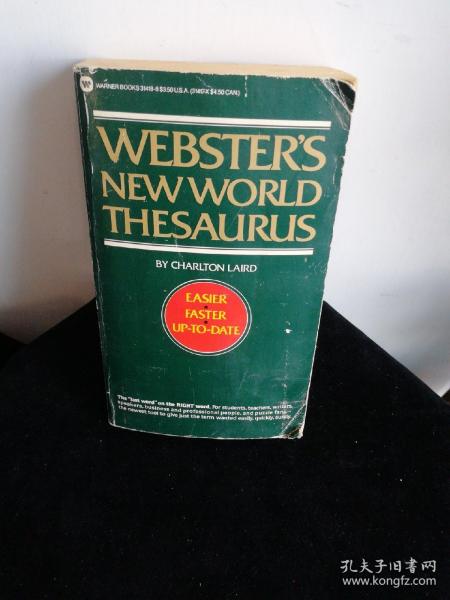 WARNER BOOKS 31418-8 $3.50 U.S.A. (31417-X $4.50 CAN.)
WEBSTER'S
NEW WORLD
THESAURUS
BY CHARLTON LAIRD
EASIER
•
FASTER
•
UP-TO-DATE
The "last word" on the RIGHT word. For students, teachers, writers,
speakers, business and professional people, and puzzle fans—
the newest tool to give just the term wanted easily, quickly, surely.
孔夫子旧书网
www.kongfz.com